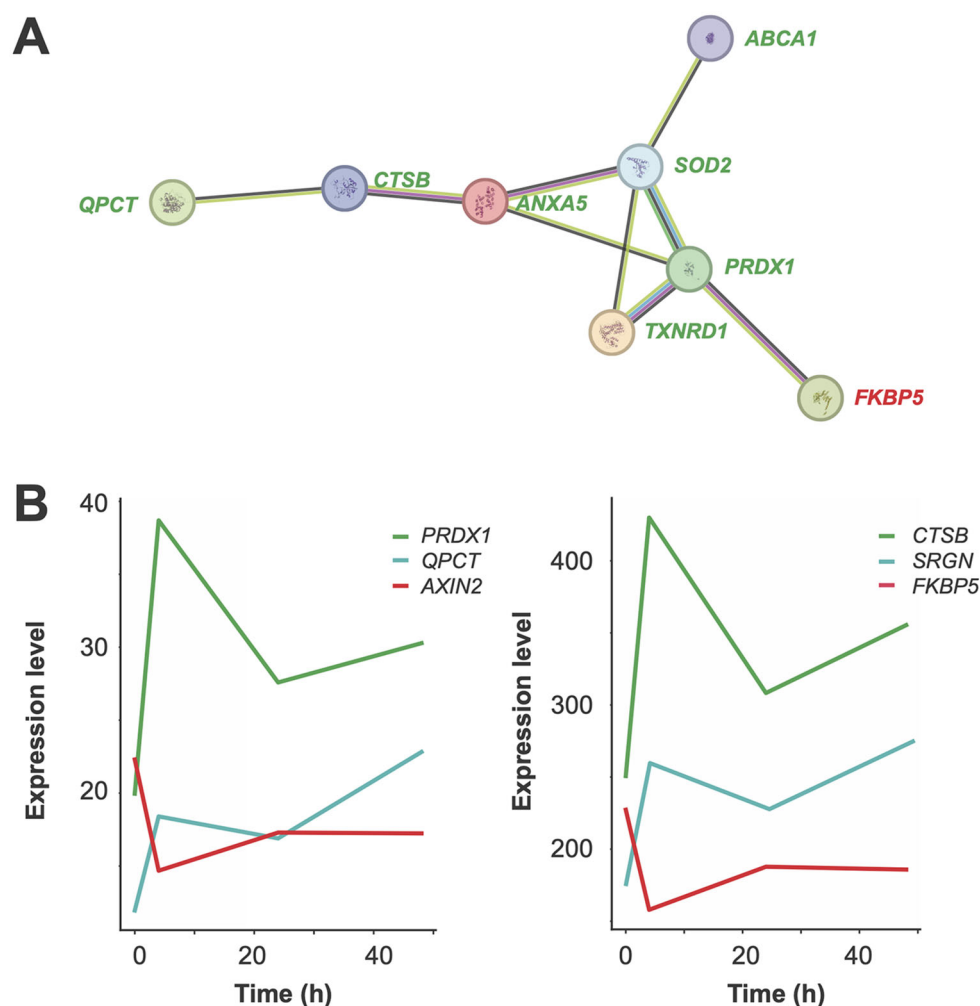 A
ABCA1
SOD2
CTSB
QPCT
ANXA5
PRDX1
TXNRD1
FKBP5
B
40
30
20
Expression level
0
20
40
Time (h)
PRDX1
QPCT
AXIN2
400
300
200
Expression level
0
20
40
Time (h)
CTSB
SRGN
FKBP5